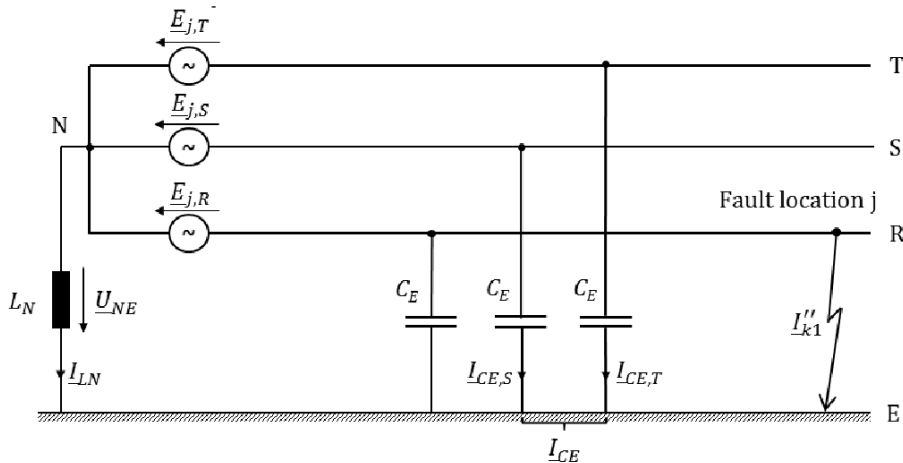 E_j,T
T
~
E_j,S
N
~
S
E_j,R
Fault location j
~
R
L_N
U_NE
C_E
C_E
C_E
I''_k1
I_LN
I_CE,S
I_CE,T
E
I_CE